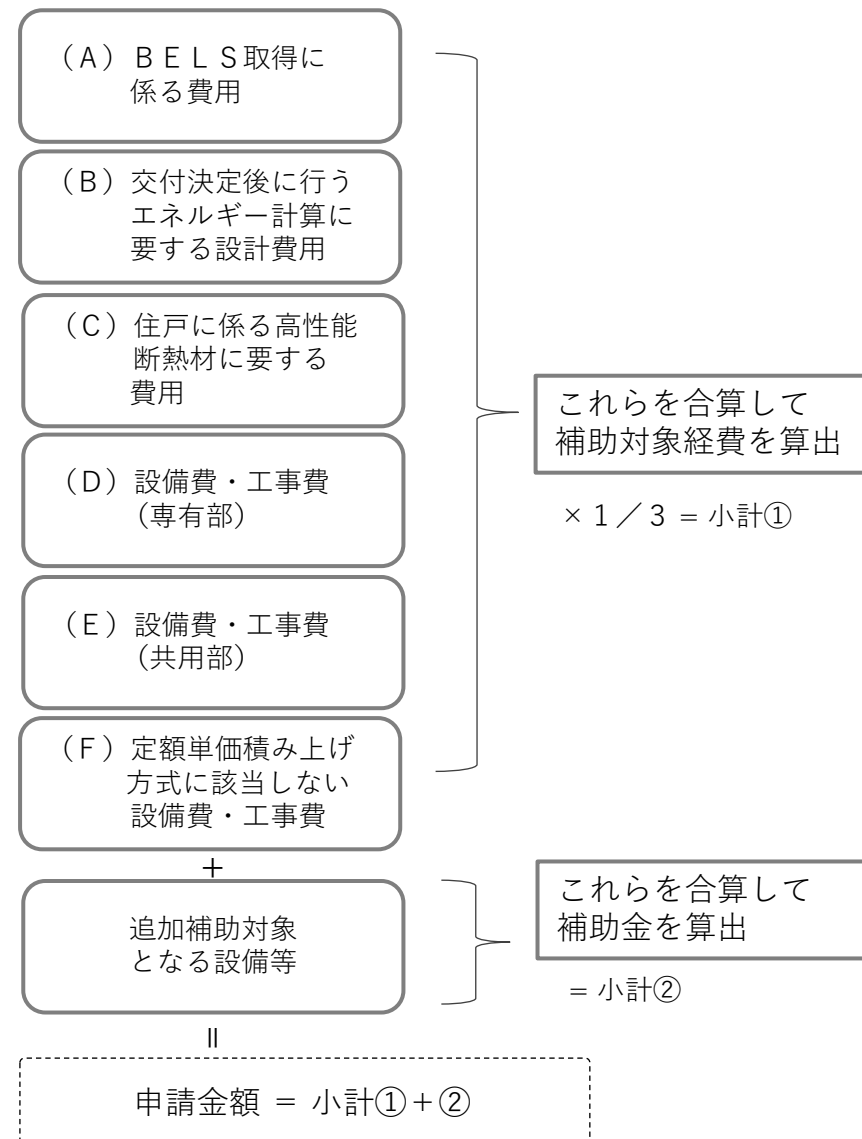 （A）ＢＥＬＳ取得に
係る費用
（B）交付決定後に行う
エネルギー計算に
要する設計費用
（C）住戸に係る高性能
断熱材に要する
費用
（D）設備費・工事費
（専有部）
（E）設備費・工事費
（共用部）
（F）定額単価積み上げ
方式に該当しない
設備費・工事費
これらを合算して
補助対象経費を算出
×１／３＝小計①
＋
追加補助対象
となる設備等
これらを合算して
補助金を算出
＝小計②
＝
申請金額 ＝ 小計①＋②